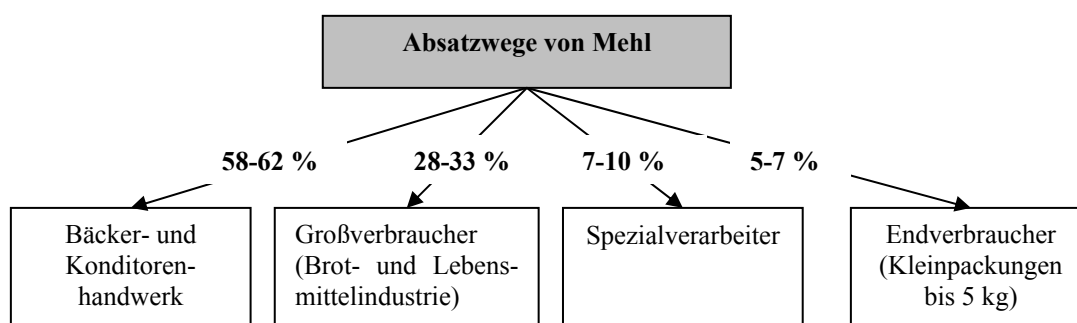 Absatzwege von Mehl
58-62 %
28-33 %
7-10 %
5-7 %
Bäcker- und
Konditoren-
handwerk
Großverbraucher
(Brot- und Lebens-
mittelindustrie)
Spezialverarbeiter
Endverbraucher
(Kleinpackungen
bis 5 kg)